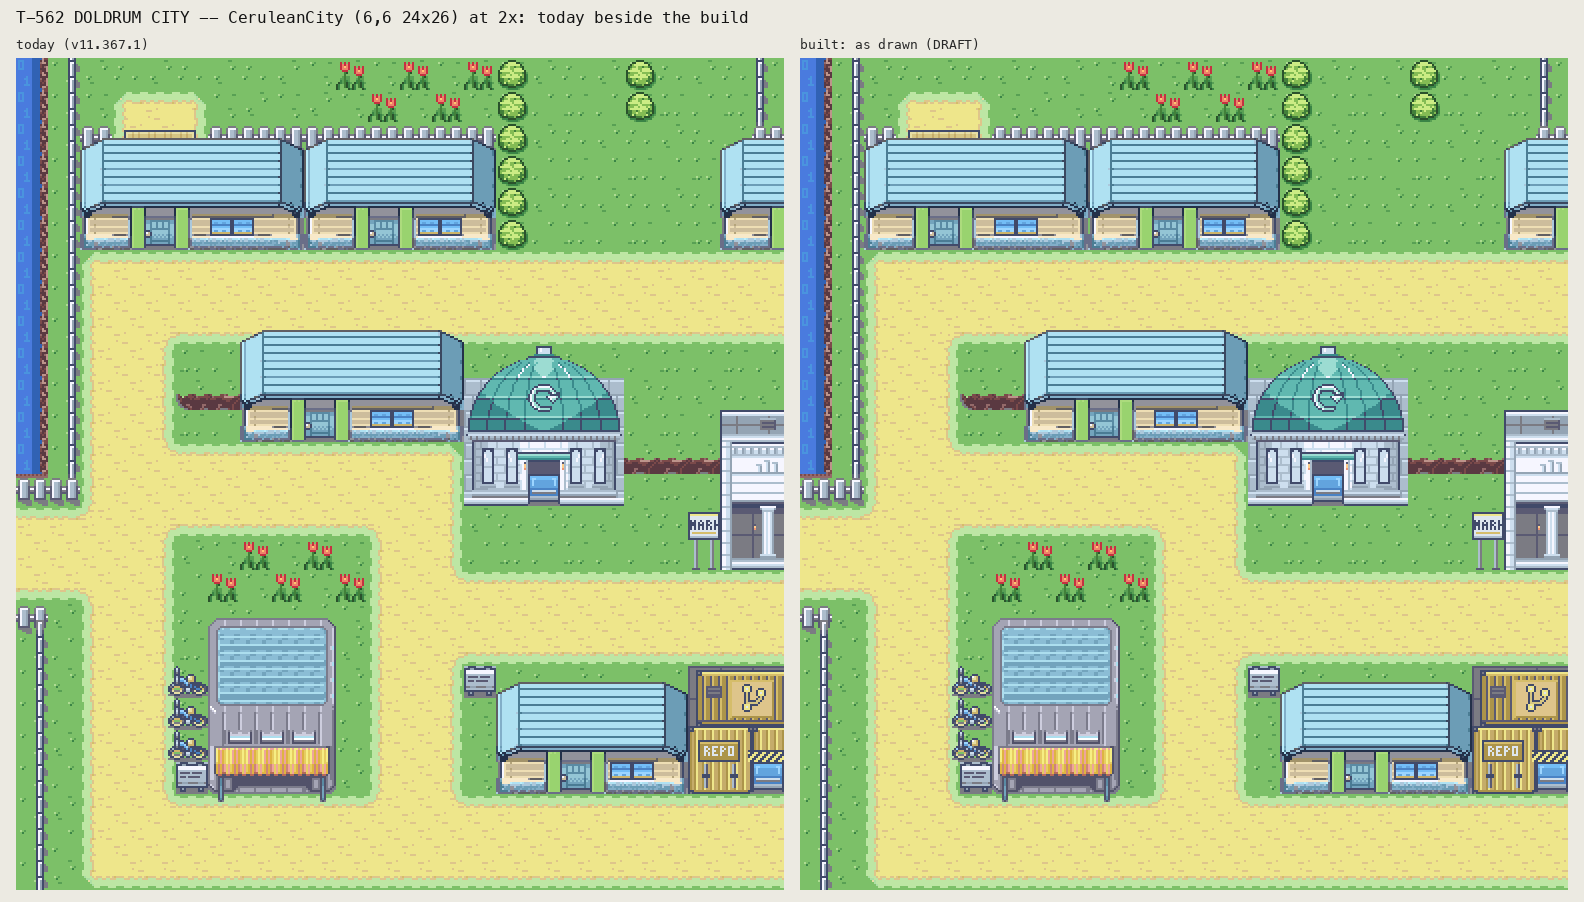 T-562 DOLDRUM CITY —— CeruleanCity (6,6 24x26) at 2x: today beside the build
today (v11.367.1)
built: as drawn (DRAFT)
MARK
MARK
REPO
REPO